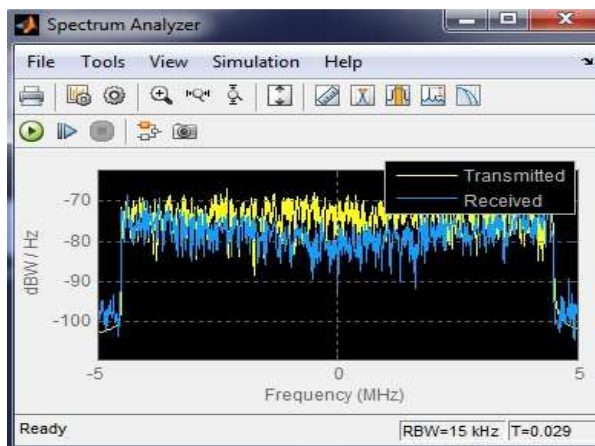 Spectrum Analyzer
File Tools View Simulation Help
Transmitted
Received
-70
-80
-90
-100
dBW / Hz
-5 0 5
Frequency (MHz)
Ready RBW=15 kHz T=0.029